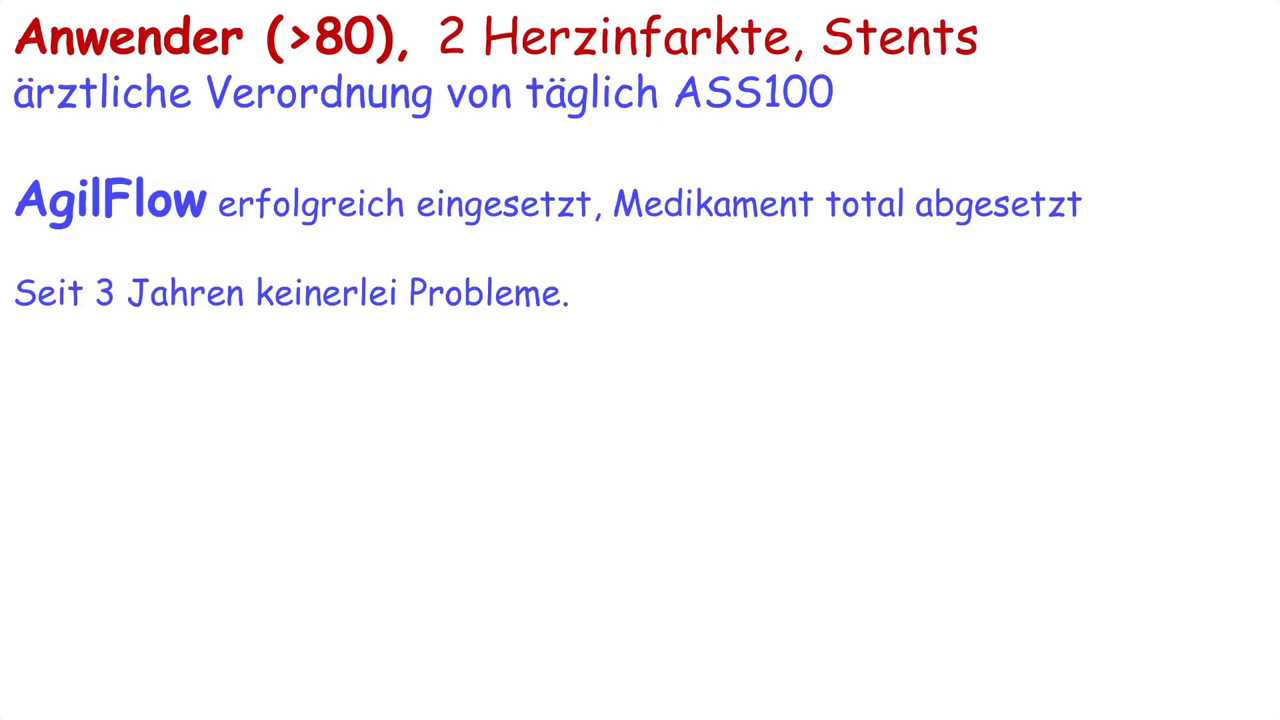 Anwender (>80), 2 Herzinfarkte, Stents
ärztliche Verordnung von täglich ASS100
AgilFlow erfolgreich eingesetzt, Medikament total abgesetzt
Seit 3 Jahren keinerlei Probleme.